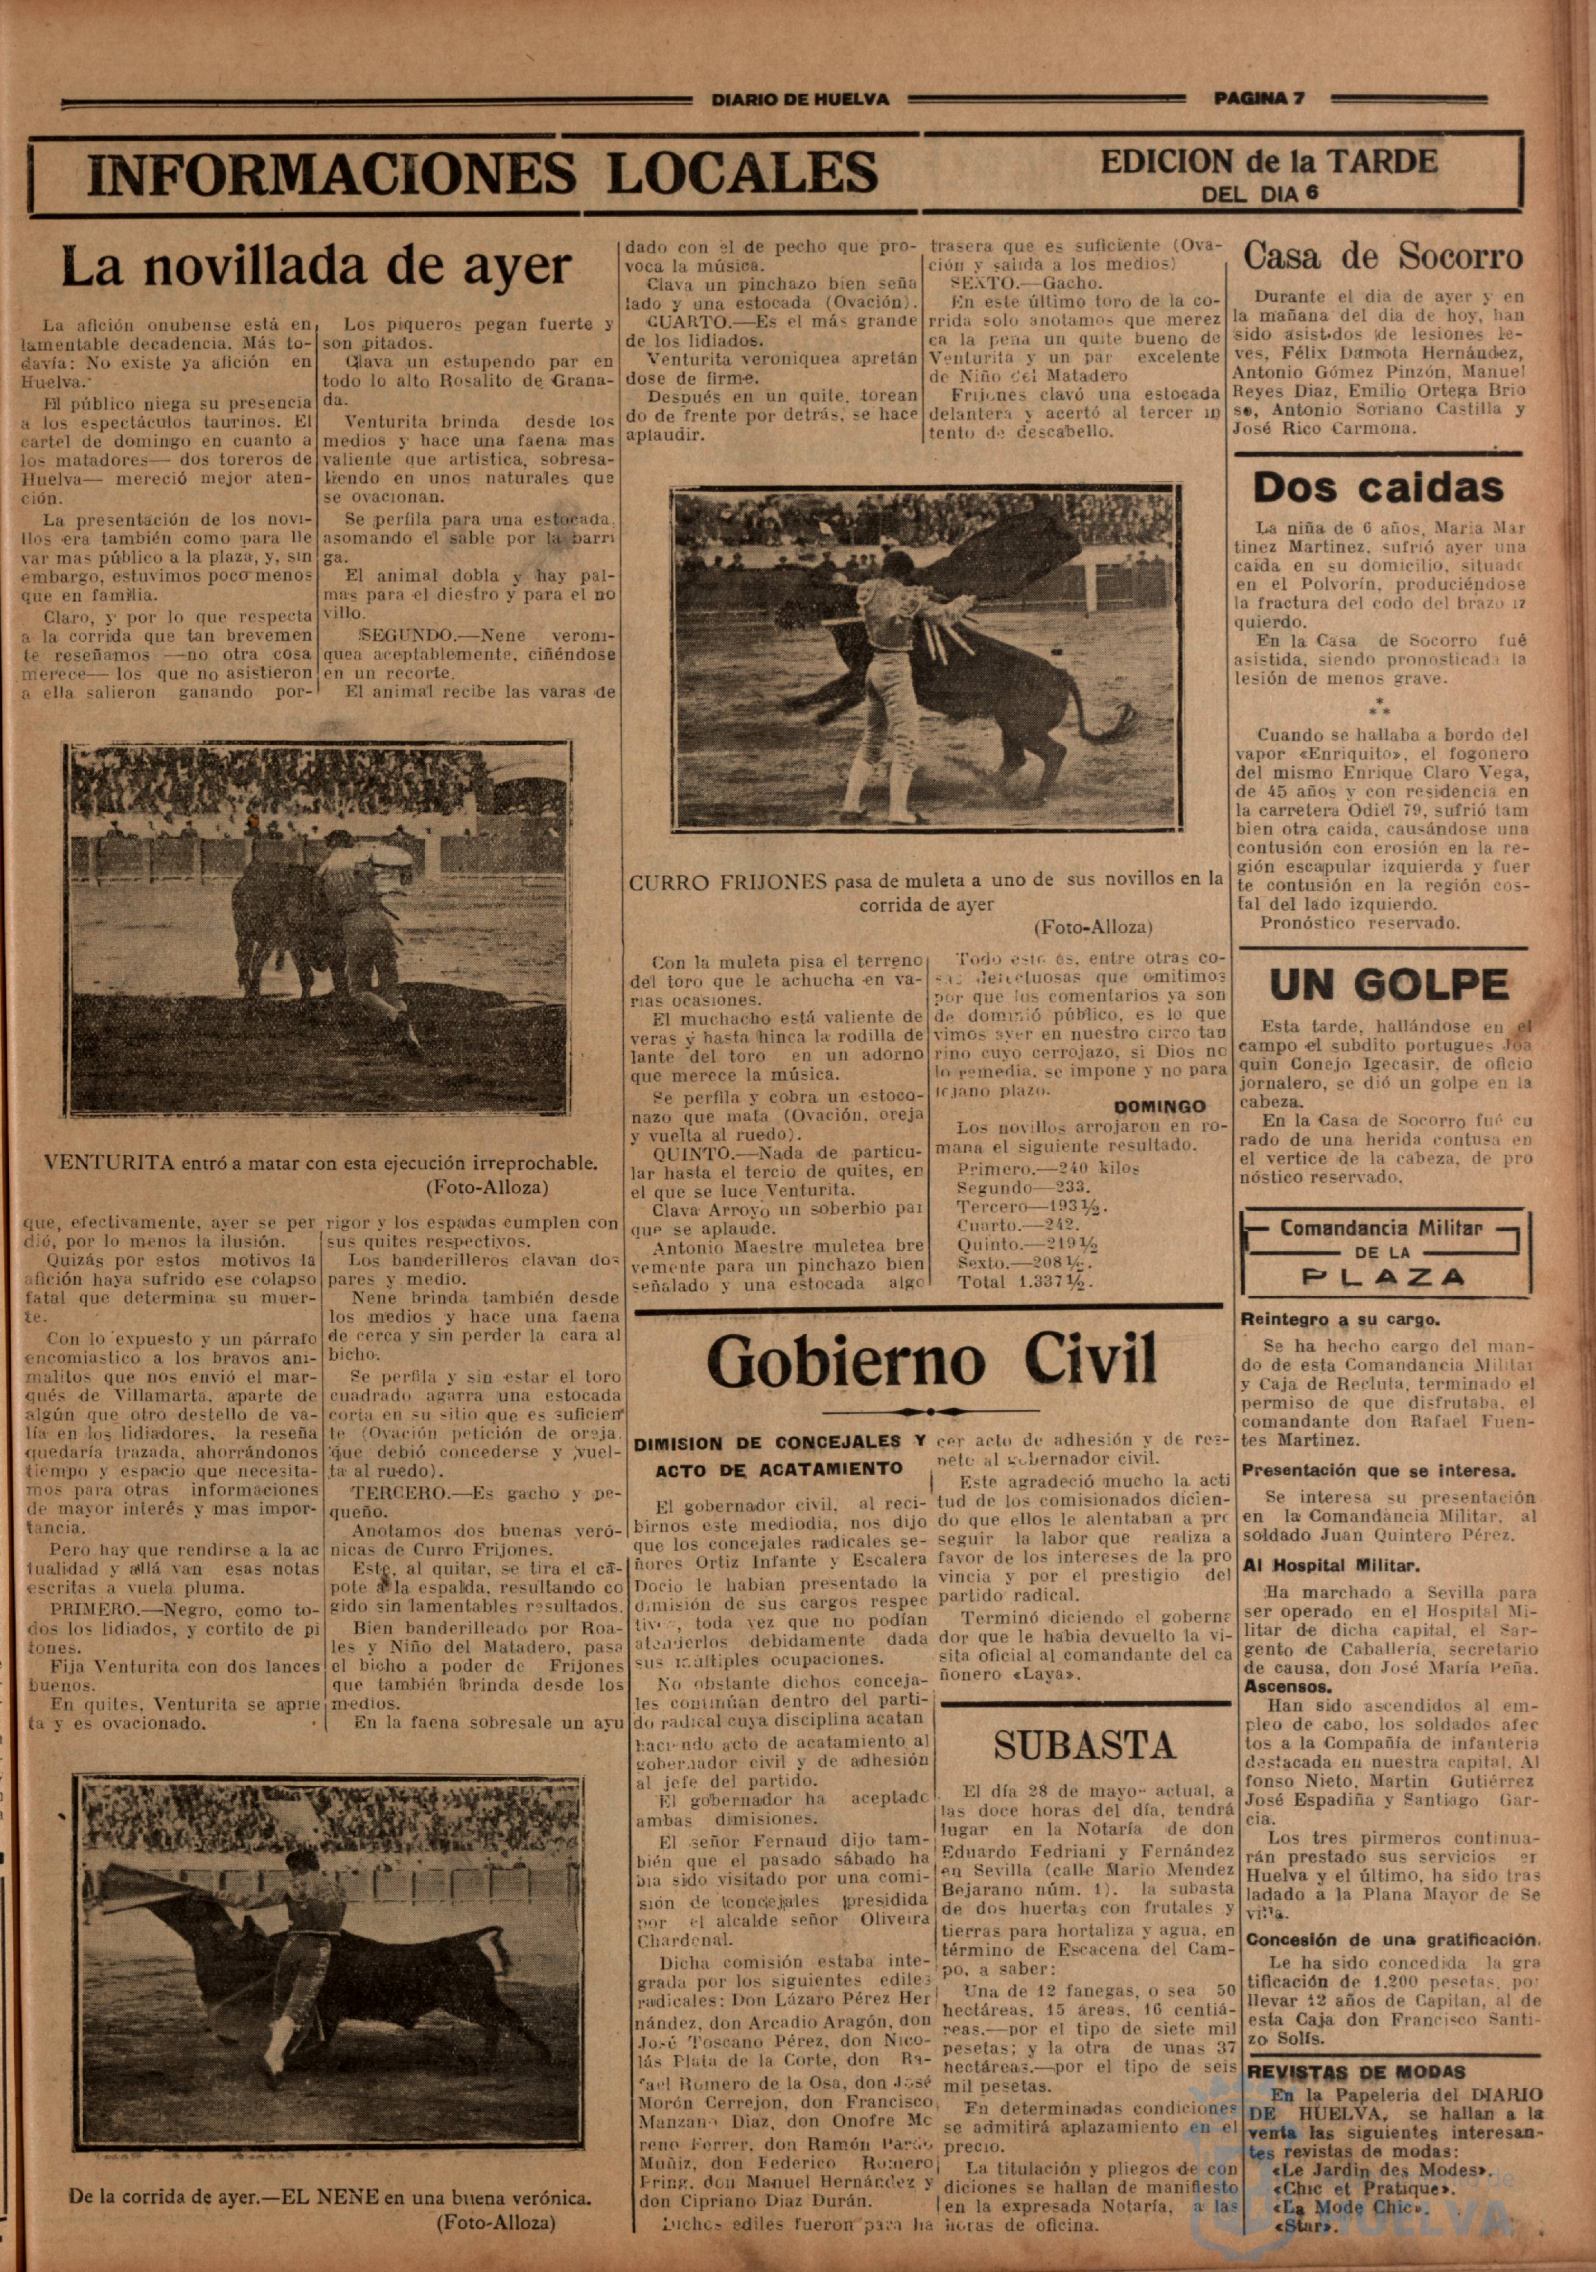 DIARIO DE HUELVA
PAGINA 7
INFORMACIONES LOCALES
EDICION de la TARDE
DEL DIA 6
La novillada de ayer
La afición onubense está en
lamentable decadencia. Más to-
davía: No existe ya afición en
Huelva.
El público niega su presencia
a los espectáculos taurinos. El
cartel de domingo en cuanto a
los matadores— dos toreros de
Huelva— mereció mejor aten-
ción.
La presentación de los novi-
llos era también como para lle
var mas público a la plaza, y, sin
embargo, estuvimos poco menos
que en familia.
Claro, y por lo que respecta
a la corrida que tan brevemen
te reseñamos —no otra cosa
merece— los que no asistieron
a ella salieron ganando por-
VENTURITA entró a matar con esta ejecución irreprochable.
(Foto-Alloza)
que, efectivamente, ayer se per
dió, por lo menos la ilusión.
Quizás por estos motivos la
afición haya sufrido ese colapso
fatal que determina su muer-
te.
Con lo expuesto y un párrafo
encomiastico a los bravos ani-
malitos que nos envió el mar-
qués de Villamarta, aparte de
algún que otro destello de va-
lía en los lidiadores, la reseña
quedaría trazada, ahorrándonos
tiempo y espacio que necesita-
mos para otras informaciones
de mayor interés y mas impor-
tancia.
Pero hay que rendirse a la ac
tualidad y allá van esas notas
escritas a vuela pluma.
PRIMERO.—Negro, como to-
dos los lidiados, y cortito de pi
tones.
Fija Venturita con dos lances
buenos.
En quites, Venturita se aprie
ta y es ovacionado.
Los piqueros pegan fuerte y
son pitados.
Clava un estupendo par en
todo lo alto Rosalito de Grana-
da.
Venturita brinda desde los
medios y hace una faena mas
valiente que artistica, sobresa-
liendo en unos naturales que
se ovacionan.
Se perfila para una estocada,
asomando el sable por la barri
ga.
El animal dobla y hay pal-
mas para el diestro y para el no
villo.
SEGUNDO.—Nene veroni-
quea aceptablemente, ciñéndose
en un recorte.
El animal recibe las varas de
rigor y los espadas cumplen con
sus quites respectivos.
Los banderilleros clavan dos
pares y medio.
Nene brinda también desde
los medios y hace una faena
de cerca y sin perder la cara al
bicho.
Se perfila y sin estar el toro
cuadrado agarra una estocada
corta en su sitio que es suficien
te (Ovación petición de oreja,
que debió concederse y vuel-
ta al ruedo).
TERCERO.—Es gacho y pe-
queño.
Anotamos dos buenas veró-
nicas de Curro Frijones.
Este, al quitar, se tira el ca-
pote a la espalda, resultando co
gido sin lamentables resultados.
Bien banderilleado por Roa-
les y Niño del Matadero, pasa
el bicho a poder de Frijones
que también brinda desde los
medios.
En la faena sobresale un ayu
De la corrida de ayer.—EL NENE en una buena verónica.
(Foto-Alloza)
dado con el de pecho que pro-
voca la música.
Clava un pinchazo bien seña
lado y una estocada (Ovación).
CUARTO.—Es el más grande
de los lidiados.
Venturita veroniquea apretán
dose de firme.
Después en un quite, torean
do de frente por detrás, se hace
aplaudir.
trasera que es suficiente (Ova-
ción y salida a los medios)
SEXTO.—Gacho.
En este último toro de la co-
rrida solo anotamos que merez
ca la pena un quite bueno de
Venturita y un par excelente
de Niño del Matadero
Frijones clavó una estocada
delantera y acertó al tercer in
tento de descabello.
CURRO FRIJONES pasa de muleta a uno de sus novillos en la
corrida de ayer
(Foto-Alloza)
Con la muleta pisa el terreno
del toro que le achucha en va-
rias ocasiones.
El muchacho está valiente de
veras y hasta hinca la rodilla de
lante del toro en un adorno
que merece la música.
Se perfila y cobra un estoco-
nazo que mata (Ovación, oreja
y vuelta al ruedo).
QUINTO.—Nada de particu-
lar hasta el tercio de quites, en
el que se luce Venturita.
Clava Arroyo un soberbio par
que se aplaude.
Antonio Maestre muletea bre
vemente para un pinchazo bien
señalado y una estocada algo
Todo esto es, entre otras co-
sas defectuosas que omitimos
por que los comentarios ya son
de dominió público, es lo que
vimos ayer en nuestro circo tau
rino cuyo cerrojazo, si Dios no
lo remedia, se impone y no para
lejano plazo.
DOMINGO
Los novillos arrojaron en ro-
mana el siguiente resultado.
Primero.—240 kilos
Segundo—233.
Tercero—193½.
Cuarto.—242.
Quinto.—219½
Sexto.—208½.
Total 1.337½.
Gobierno Civil
DIMISION DE CONCEJALES Y
ACTO DE ACATAMIENTO
El gobernador civil, al reci-
birnos este mediodia, nos dijo
que los concejales radicales se-
ñores Ortiz Infante y Escalera
Docio le habian presentado la
dimisión de sus cargos respec
tivos, toda vez que no podían
atenderlos debidamente dada
sus múltiples ocupaciones.
No obstante dichos conceja-
les continúan dentro del parti-
do radical cuya disciplina acatan
haciendo acto de acatamiento al
gobernador civil y de adhesión
al jefe del partido.
El gobernador ha aceptado
ambas dimisiones.
El señor Fernaud dijo tam-
bién que el pasado sábado ha
bia sido visitado por una comi-
sión de concejales presidida
por el alcalde señor Oliveira
Chardenal.
Dicha comisión estaba inte-
grada por los siguientes ediles
radicales: Don Lázaro Pérez Her
nández, don Arcadio Aragón, don
José Toscano Pérez, don Nico-
lás Plata de la Corte, don Ra-
fael Romero de la Osa, don José
Morón Cerrejon, don Francisco
Manzano Diaz, don Onofre Mo
reno Forrer, don Ramón Pardo
Muñiz, don Federico Romero
Pring, don Manuel Hernández y
don Cipriano Diaz Durán.
Dichos ediles fueron para ha
cer acto de adhesión y de res-
peto al gobernador civil.
Este agradeció mucho la acti
tud de los comisionados dicien-
do que ellos le alentaban a pro
seguir la labor que realiza a
favor de los intereses de la pro
vincia y por el prestigio del
partido radical.
Terminó diciendo el goberna
dor que le habia devuelto la vi-
sita oficial al comandante del ca
ñonero «Laya».
SUBASTA
El día 28 de mayo actual, a
las doce horas del día, tendrá
lugar en la Notaría de don
Eduardo Fedriani y Fernández
en Sevilla (calle Mario Mendez
Bejarano núm. 1). la subasta
de dos huertas con frutales y
tierras para hortaliza y agua, en
término de Escacena del Cam-
po, a saber:
Una de 12 fanegas, o sea 50
hectáreas, 15 áreas, 16 centiá-
reas.—por el tipo de siete mil
pesetas; y la otra de unas 37
hectáreas.—por el tipo de seis
mil pesetas.
En determinadas condiciones
se admitirá aplazamiento en el
precio.
La titulación y pliegos de con
diciones se hallan de manifiesto
en la expresada Notaría, a las
horas de oficina.
Casa de Socorro
Durante el dia de ayer y en
la mañana del dia de hoy, han
sido asistidos de lesiones le-
ves, Félix Damota Hernández,
Antonio Gómez Pinzón, Manuel
Reyes Diaz, Emilio Ortega Brio
so, Antonio Soriano Castilla y
José Rico Carmona.
Dos caidas
La niña de 6 años, Maria Mar
tinez Martinez, sufrió ayer una
caida en su domicilio, situado
en el Polvorín, produciéndose
la fractura del codo del brazo iz
quierdo.
En la Casa de Socorro fué
asistida, siendo pronosticada la
lesión de menos grave.
***
Cuando se hallaba a bordo del
vapor «Enriquito», el fogonero
del mismo Enrique Claro Vega,
de 45 años y con residencia en
la carretera Odiel 79, sufrió tam
bien otra caida, causándose una
contusión con erosión en la re-
gión escapular izquierda y fuer
te contusión en la región cos-
tal del lado izquierdo.
Pronóstico reservado.
UN GOLPE
Esta tarde, hallándose en el
campo el subdito portugues Joa
quin Conejo Igecasir, de oficio
jornalero, se dió un golpe en la
cabeza.
En la Casa de Socorro fué cu
rado de una herida contusa en
el vertice de la cabeza, de pro
nóstico reservado.
Comandancia Militar
DE LA
PLAZA
Reintegro a su cargo.
Se ha hecho cargo del man-
do de esta Comandancia Militar
y Caja de Recluta, terminado el
permiso de que disfrutaba, el
comandante don Rafael Fuen-
tes Martinez.
Presentación que se interesa.
Se interesa su presentación
en la Comandancia Militar, al
soldado Juan Quintero Pérez.
Al Hospital Militar.
Ha marchado a Sevilla para
ser operado en el Hospital Mi-
litar de dicha capital, el Sar-
gento de Caballería, secretario
de causa, don José María Peña.
Ascensos.
Han sido ascendidos al em-
pleo de cabo, los soldados afec
tos a la Compañía de infanteria
destacada en nuestra capital, Al
fonso Nieto, Martin Gutiérrez
José Espadiña y Santiago Gar-
cia.
Los tres pirmeros continua-
rán prestado sus servicios en
Huelva y el último, ha sido tras
ladado a la Plana Mayor de Se
villa.
Concesión de una gratificación.
Le ha sido concedida la gra
tificación de 1.200 pesetas, por
llevar 12 años de Capitan, al de
esta Caja don Francisco Santi-
zo Solís.
REVISTAS DE MODAS
En la Papeleria del DIARIO
DE HUELVA, se hallan a la
venta las siguientes interesan-
tes revistas de modas:
«Le Jardin des Modes».
«Chic et Pratique».
«La Mode Chic».
«Star».
HUELVA